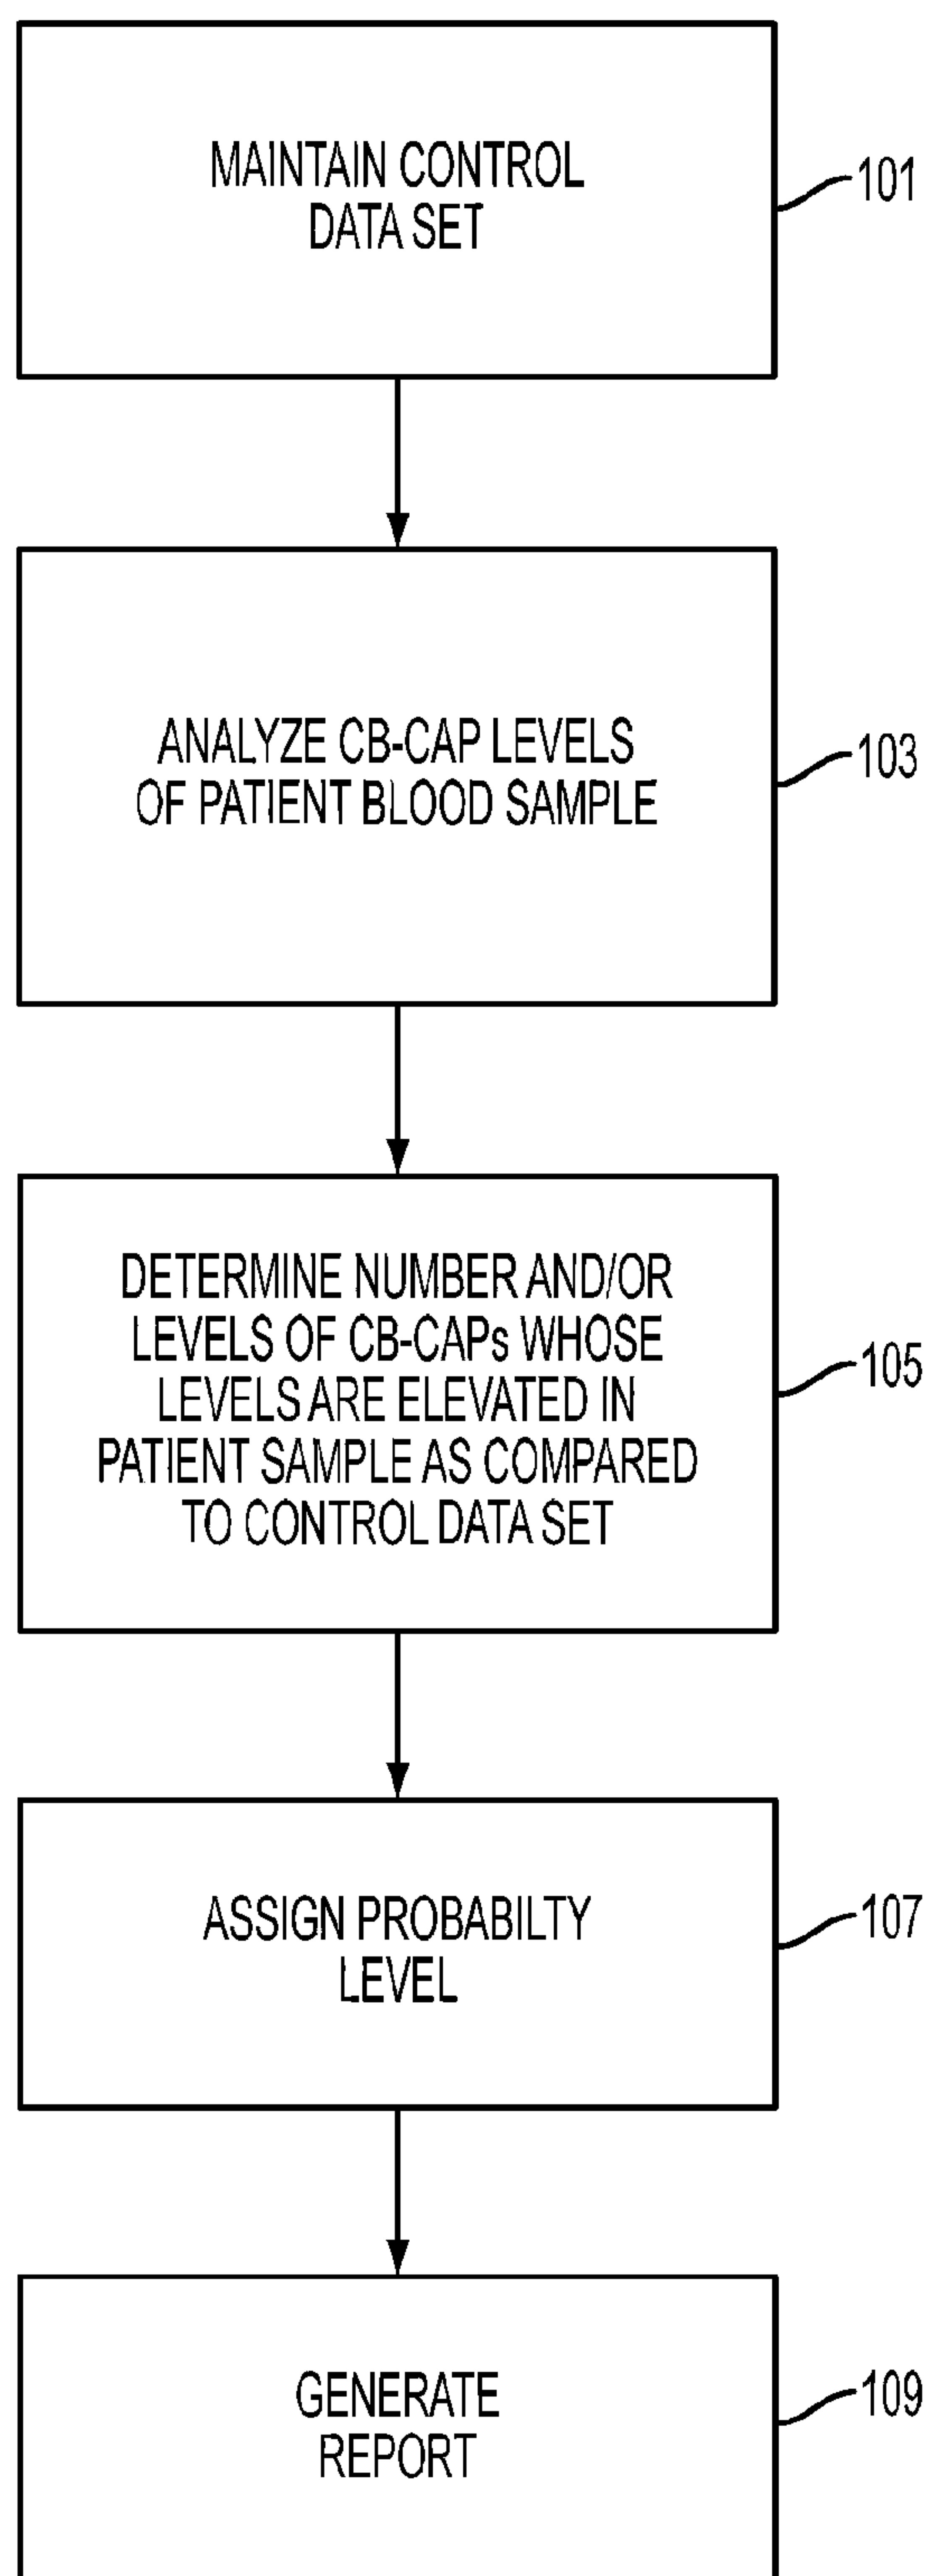 MAINTAIN CONTROL
DATA SET
101
ANALYZE CB-CAP LEVELS
OF PATIENT BLOOD SAMPLE
103
DETERMINE NUMBER AND/OR
LEVELS OF CB-CAPs WHOSE
LEVELS ARE ELEVATED IN
PATIENT SAMPLE AS COMPARED
TO CONTROL DATA SET
105
ASSIGN PROBABILTY
LEVEL
107
GENERATE
REPORT
109